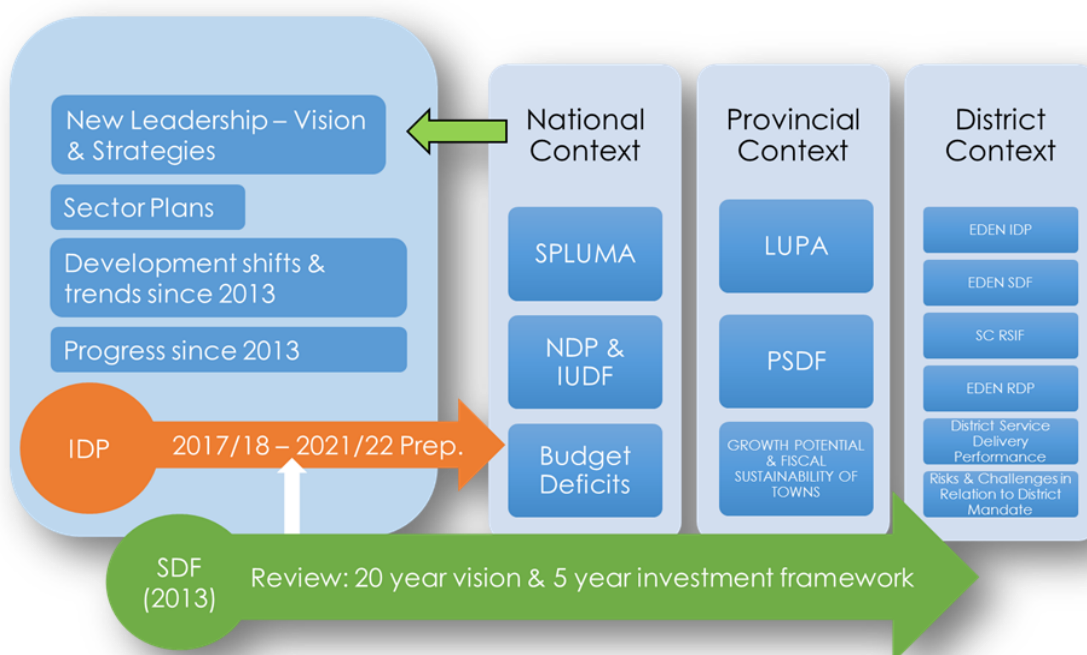 New Leadership – Vision
& Strategies
Sector Plans
Development shifts &
trends since 2013
Progress since 2013
IDP
2017/18 – 2021/22 Prep.
SDF
(2013)
Review: 20 year vision & 5 year investment framework
National
Context
SPLUMA
NDP &
IUDF
Budget
Deficits
Provincial
Context
LUPA
PSDF
GROWTH POTENTIAL
& FISCAL
SUSTAINABILITY OF
TOWNS
District
Context
EDEN IDP
EDEN SDF
SC RSIF
EDEN RDP
District Service
Delivery
Performance
Risks & Challenges in
Relation to District
Mandate